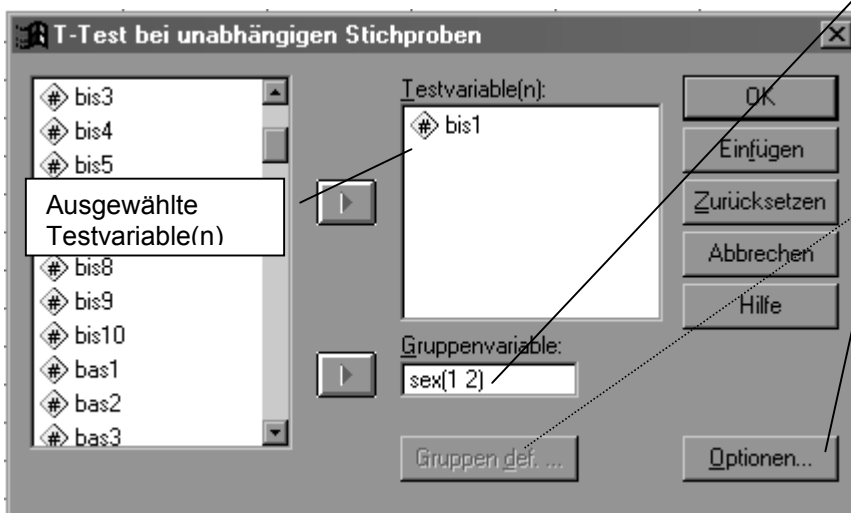 T-Test bei unabhängigen Stichproben
bis3
bis4
bis5
Ausgewählte
Testvariable(n)
bis8
bis9
bis10
bas1
bas2
bas3
Testvariable(n):
bis1
Gruppenvariable:
sex(1 2)
Gruppen def. ...
OK
Einfügen
Zurücksetzen
Abbrechen
Hilfe
Optionen...